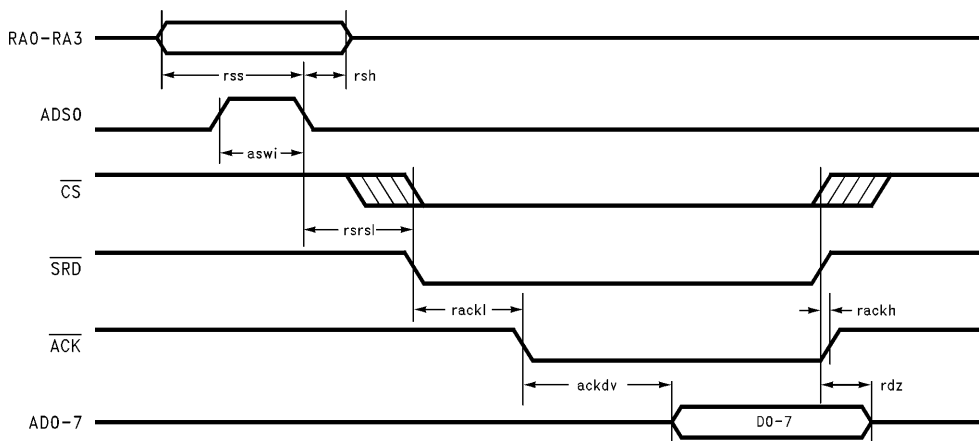 RA0-RA3
rss
rsh
ADS0
aswi
CS
rsrsl
SRD
rackl
rackh
ACK
ackdv
rdz
AD0-7
D0-7